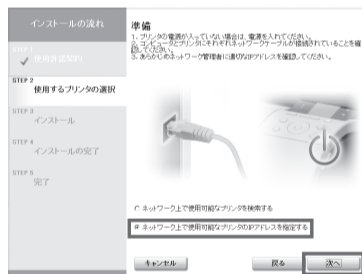 インストールの流れ
STEP 1
使用許諾契約
STEP 2
使用するプリンタの選択
STEP 3
インストール
STEP 4
インストールの完了
STEP 5
完了
準備
1. プリンタの電源が入っていない場合は、電源を入れてください。
2. コンピュータとプリンタにそれぞれネットワークケーブルが接続されていることを確認してください。
3. あらかじめネットワーク管理者に適切なIPアドレスを確認してください。
ネットワーク上で使用可能なプリンタを検索する
ネットワーク上で使用可能なプリンタのIPアドレスを指定する
キャンセル
戻る
次へ